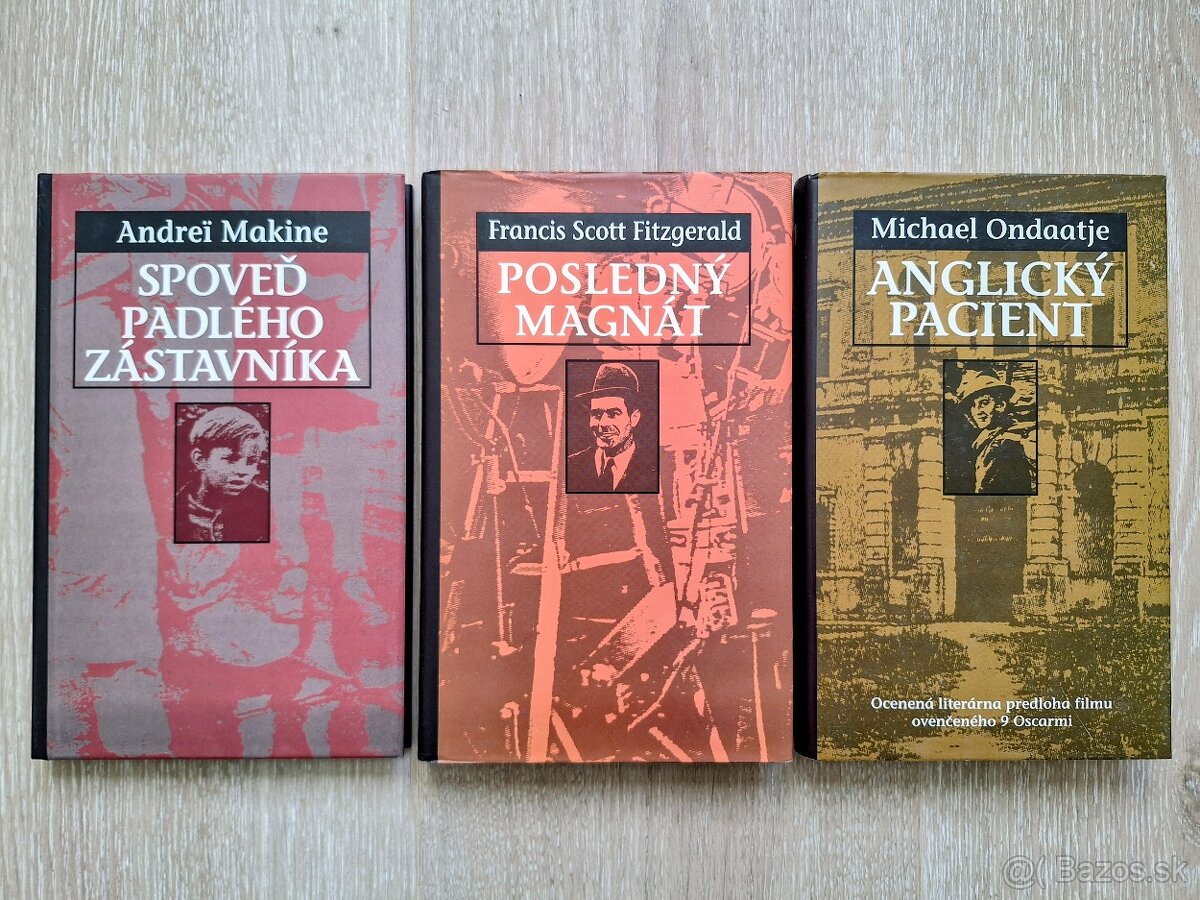 Andreï Makine
SPOVEĎ
PADLÉHO
ZÁSTAVNÍKA
Francis Scott Fitzgerald
POSLEDNÝ
MAGNÁT
Michael Ondaatje
ANGLICKÝ
PACIENT
Ocenená literárna predloha filmu
ovenčeného 9 Oscarmi
@( Bazos.sk